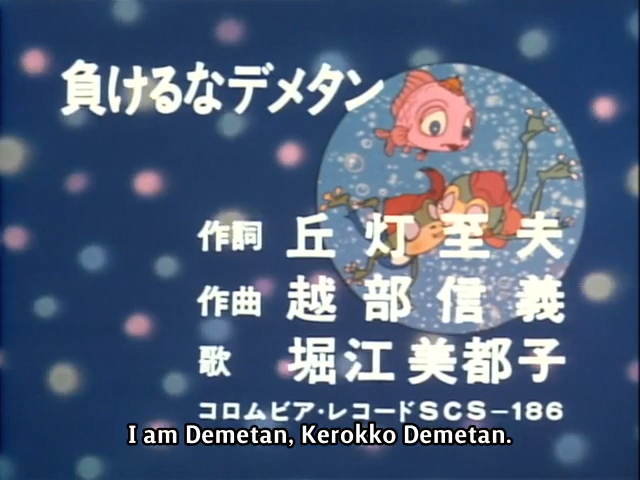 負けるなデメタン
作詞 丘灯至夫
作曲 越部信義
歌 堀江美都子
コロムビア・レコードSCS-186
I am Demetan, Kerokko Demetan.